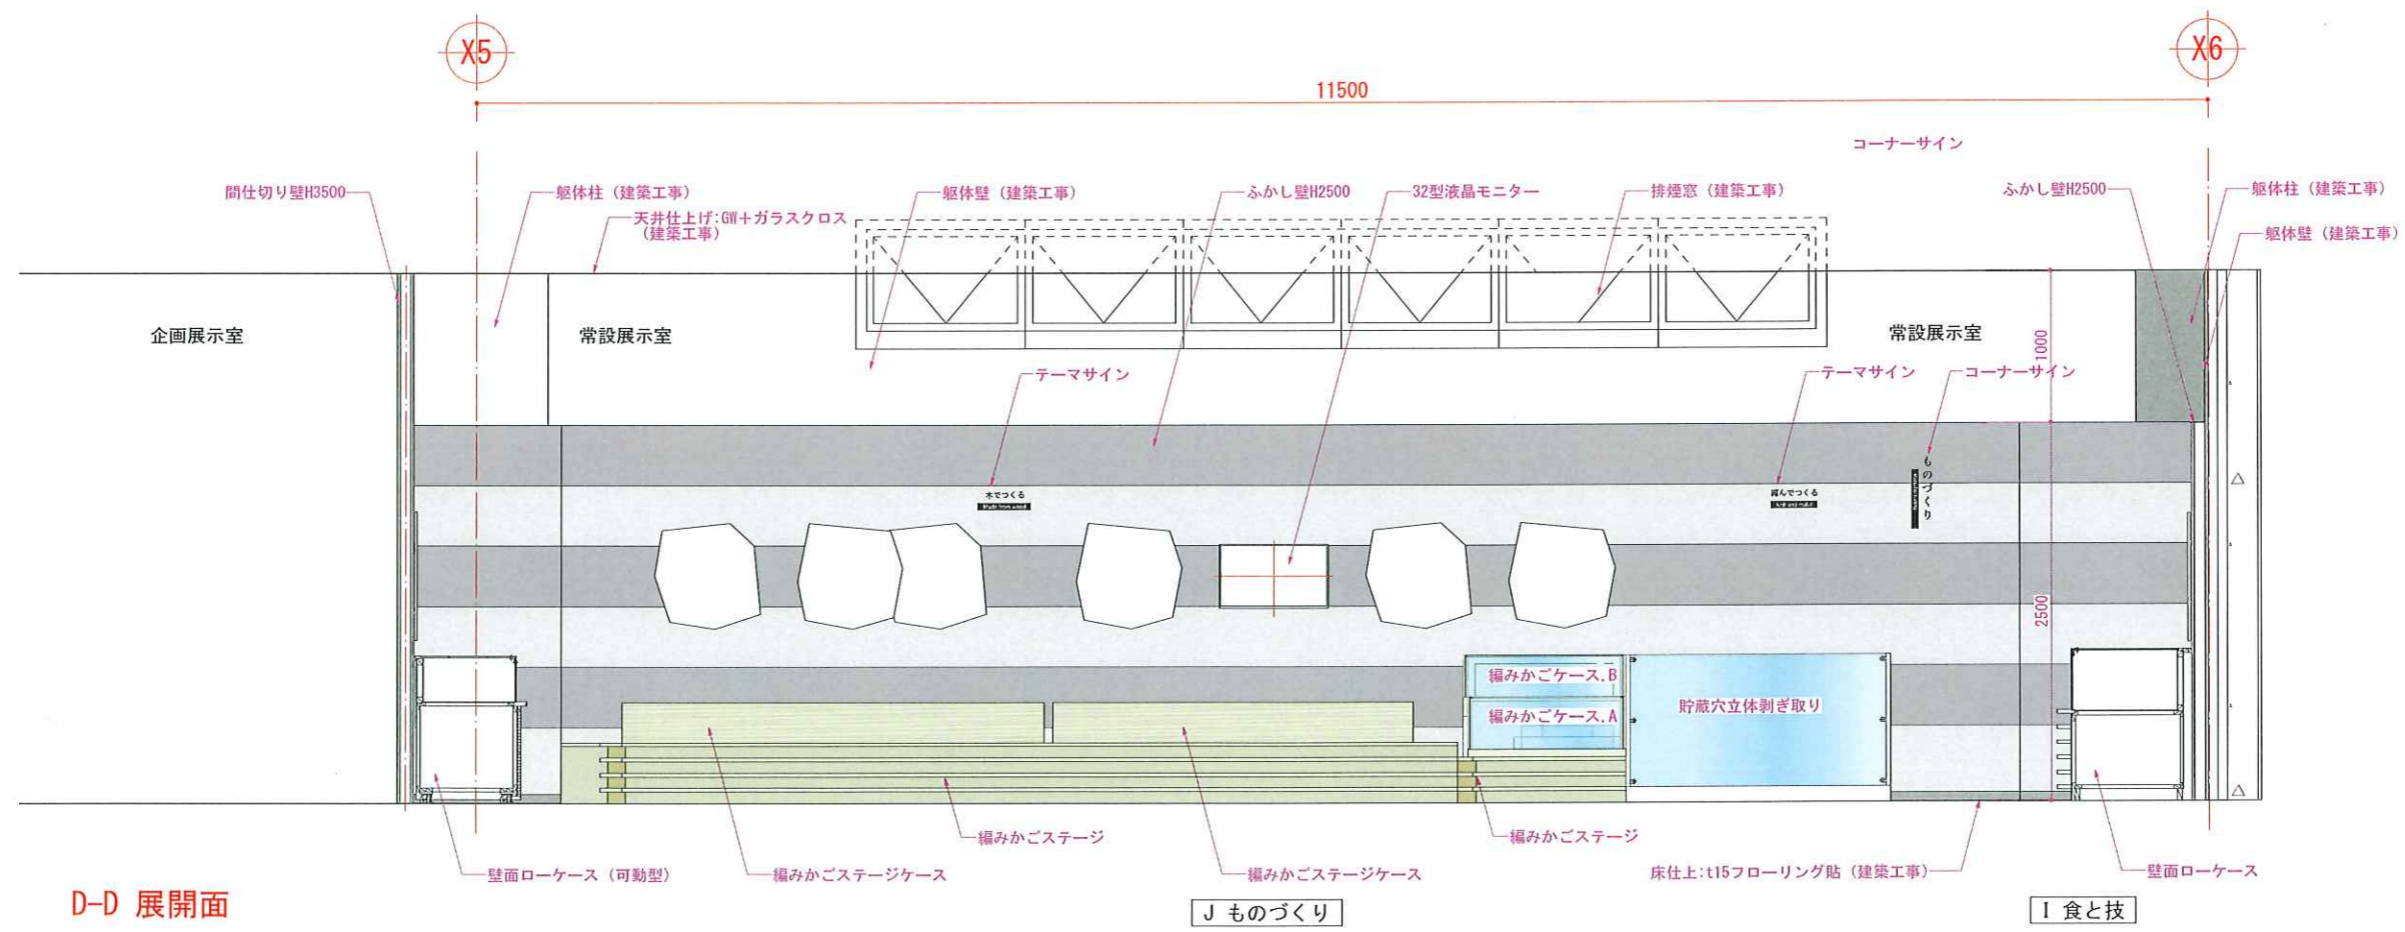 X5
X6
11500
コーナーサイン
間仕切り壁H3500
躯体柱（建築工事）
天井仕上げ:GW+ガラスクロス
（建築工事）
躯体壁（建築工事）
ふかし壁H2500
32型液晶モニター
排煙窓（建築工事）
ふかし壁H2500
躯体柱（建築工事）
躯体壁（建築工事）
企画展示室
常設展示室
常設展示室
1000
テーマサイン
テーマサイン
コーナーサイン
木でつくる
Made from wood
編んでつくる
ものづくり
2500
編みかごケース.B
編みかごケース.A
貯蔵穴立体剥ぎ取り
編みかごステージ
編みかごステージ
壁面ローケース（可動型）
編みかごステージケース
編みかごステージケース
床仕上:t15フローリング貼（建築工事）
壁面ローケース
D-D 展開面
J ものづくり
I 食と技